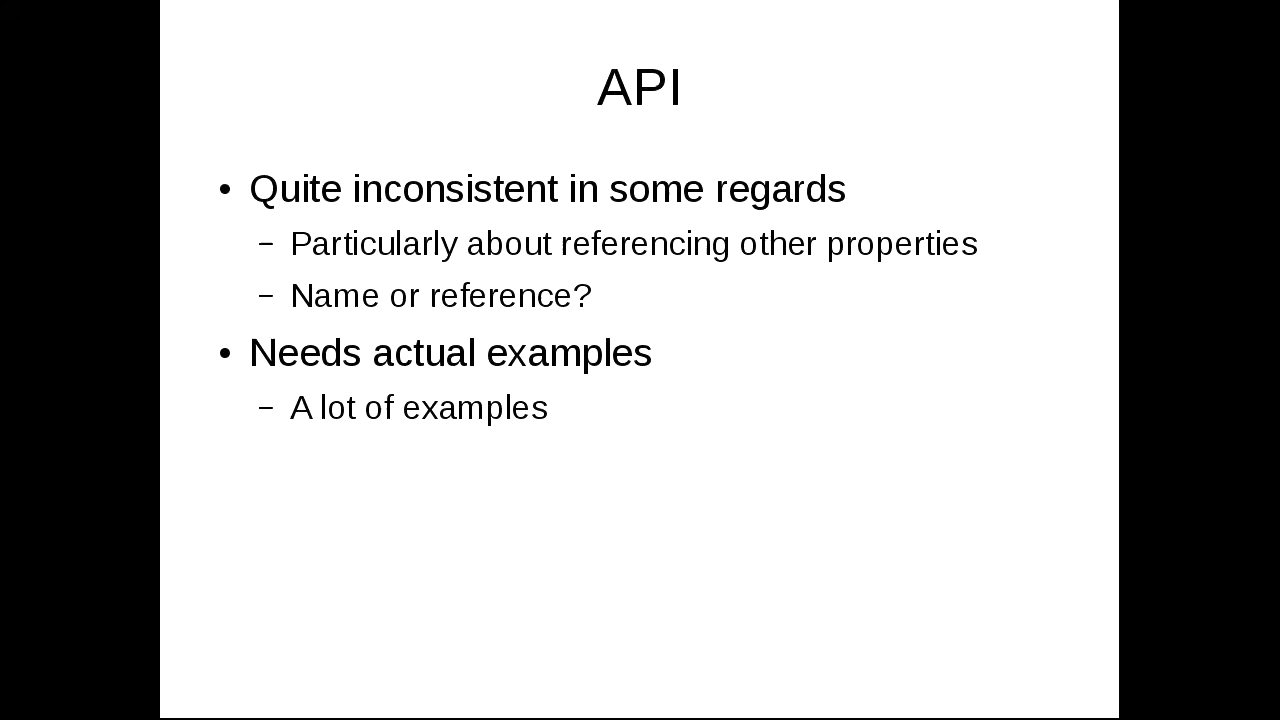 API
• Quite inconsistent in some regards
– Particularly about referencing other properties
– Name or reference?
• Needs actual examples
– A lot of examples